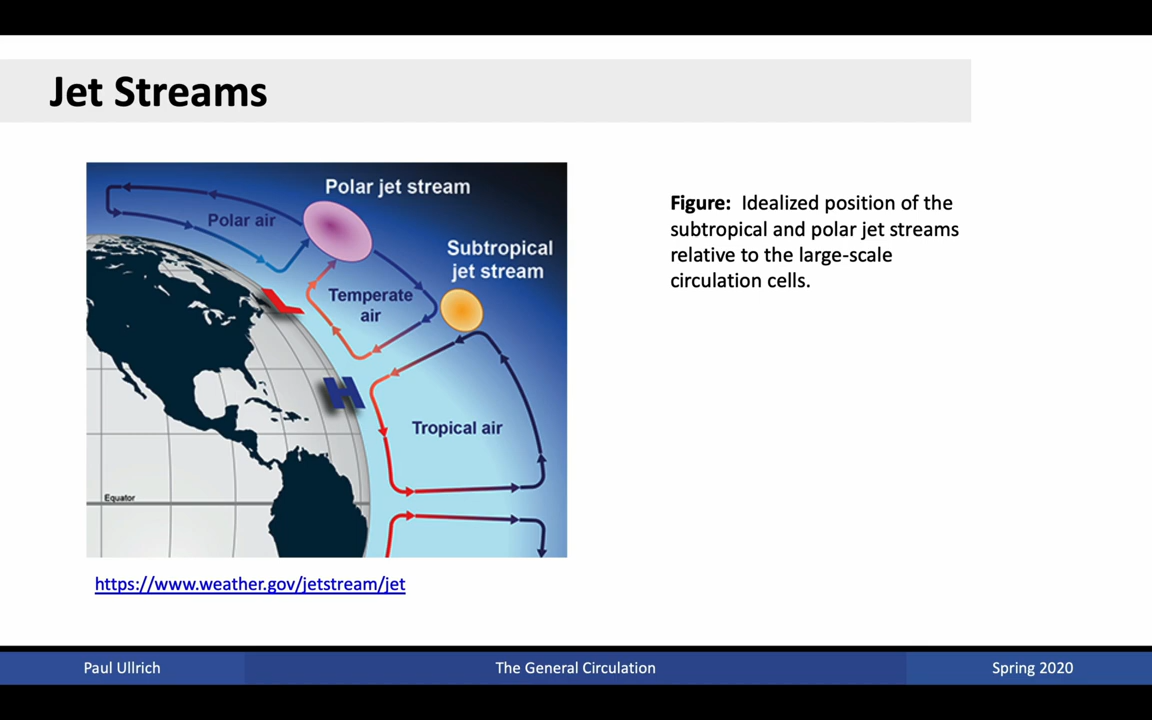 Jet Streams
Polar jet stream
Polar air
Subtropical
jet stream
Temperate
air
L
H
Tropical air
Equator
Figure: Idealized position of the
subtropical and polar jet streams
relative to the large-scale
circulation cells.
https://www.weather.gov/jetstream/jet
Paul Ullrich
The General Circulation
Spring 2020